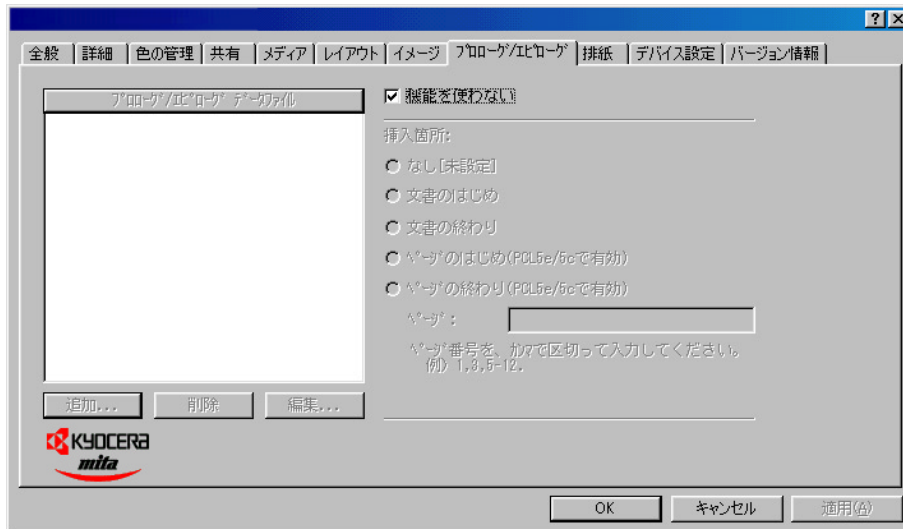 全般 詳細 色の管理 共有 メディア レイアウト イメージ ﾌﾟﾛﾛｰｸﾞ/ｴﾋﾟﾛｰｸﾞ 排紙 デバイス設定 バージョン情報
ﾌﾟﾛﾛｰｸﾞ/ｴﾋﾟﾛｰｸﾞ ﾃﾞｰﾀﾌｧｲﾙ
機能を使わない
挿入箇所:
なし[未設定]
文書のはじめ
文書の終わり
ﾍﾟｰｼﾞのはじめ(PCL5e/5cで有効)
ﾍﾟｰｼﾞの終わり(PCL5e/5cで有効)
ﾍﾟｰｼﾞ:
ﾍﾟｰｼﾞ番号を、ｶﾝﾏで区切って入力してください。
例) 1,3,5-12.
追加... 削除 編集...
KYOCERA
mita
OK キャンセル 適用(A)